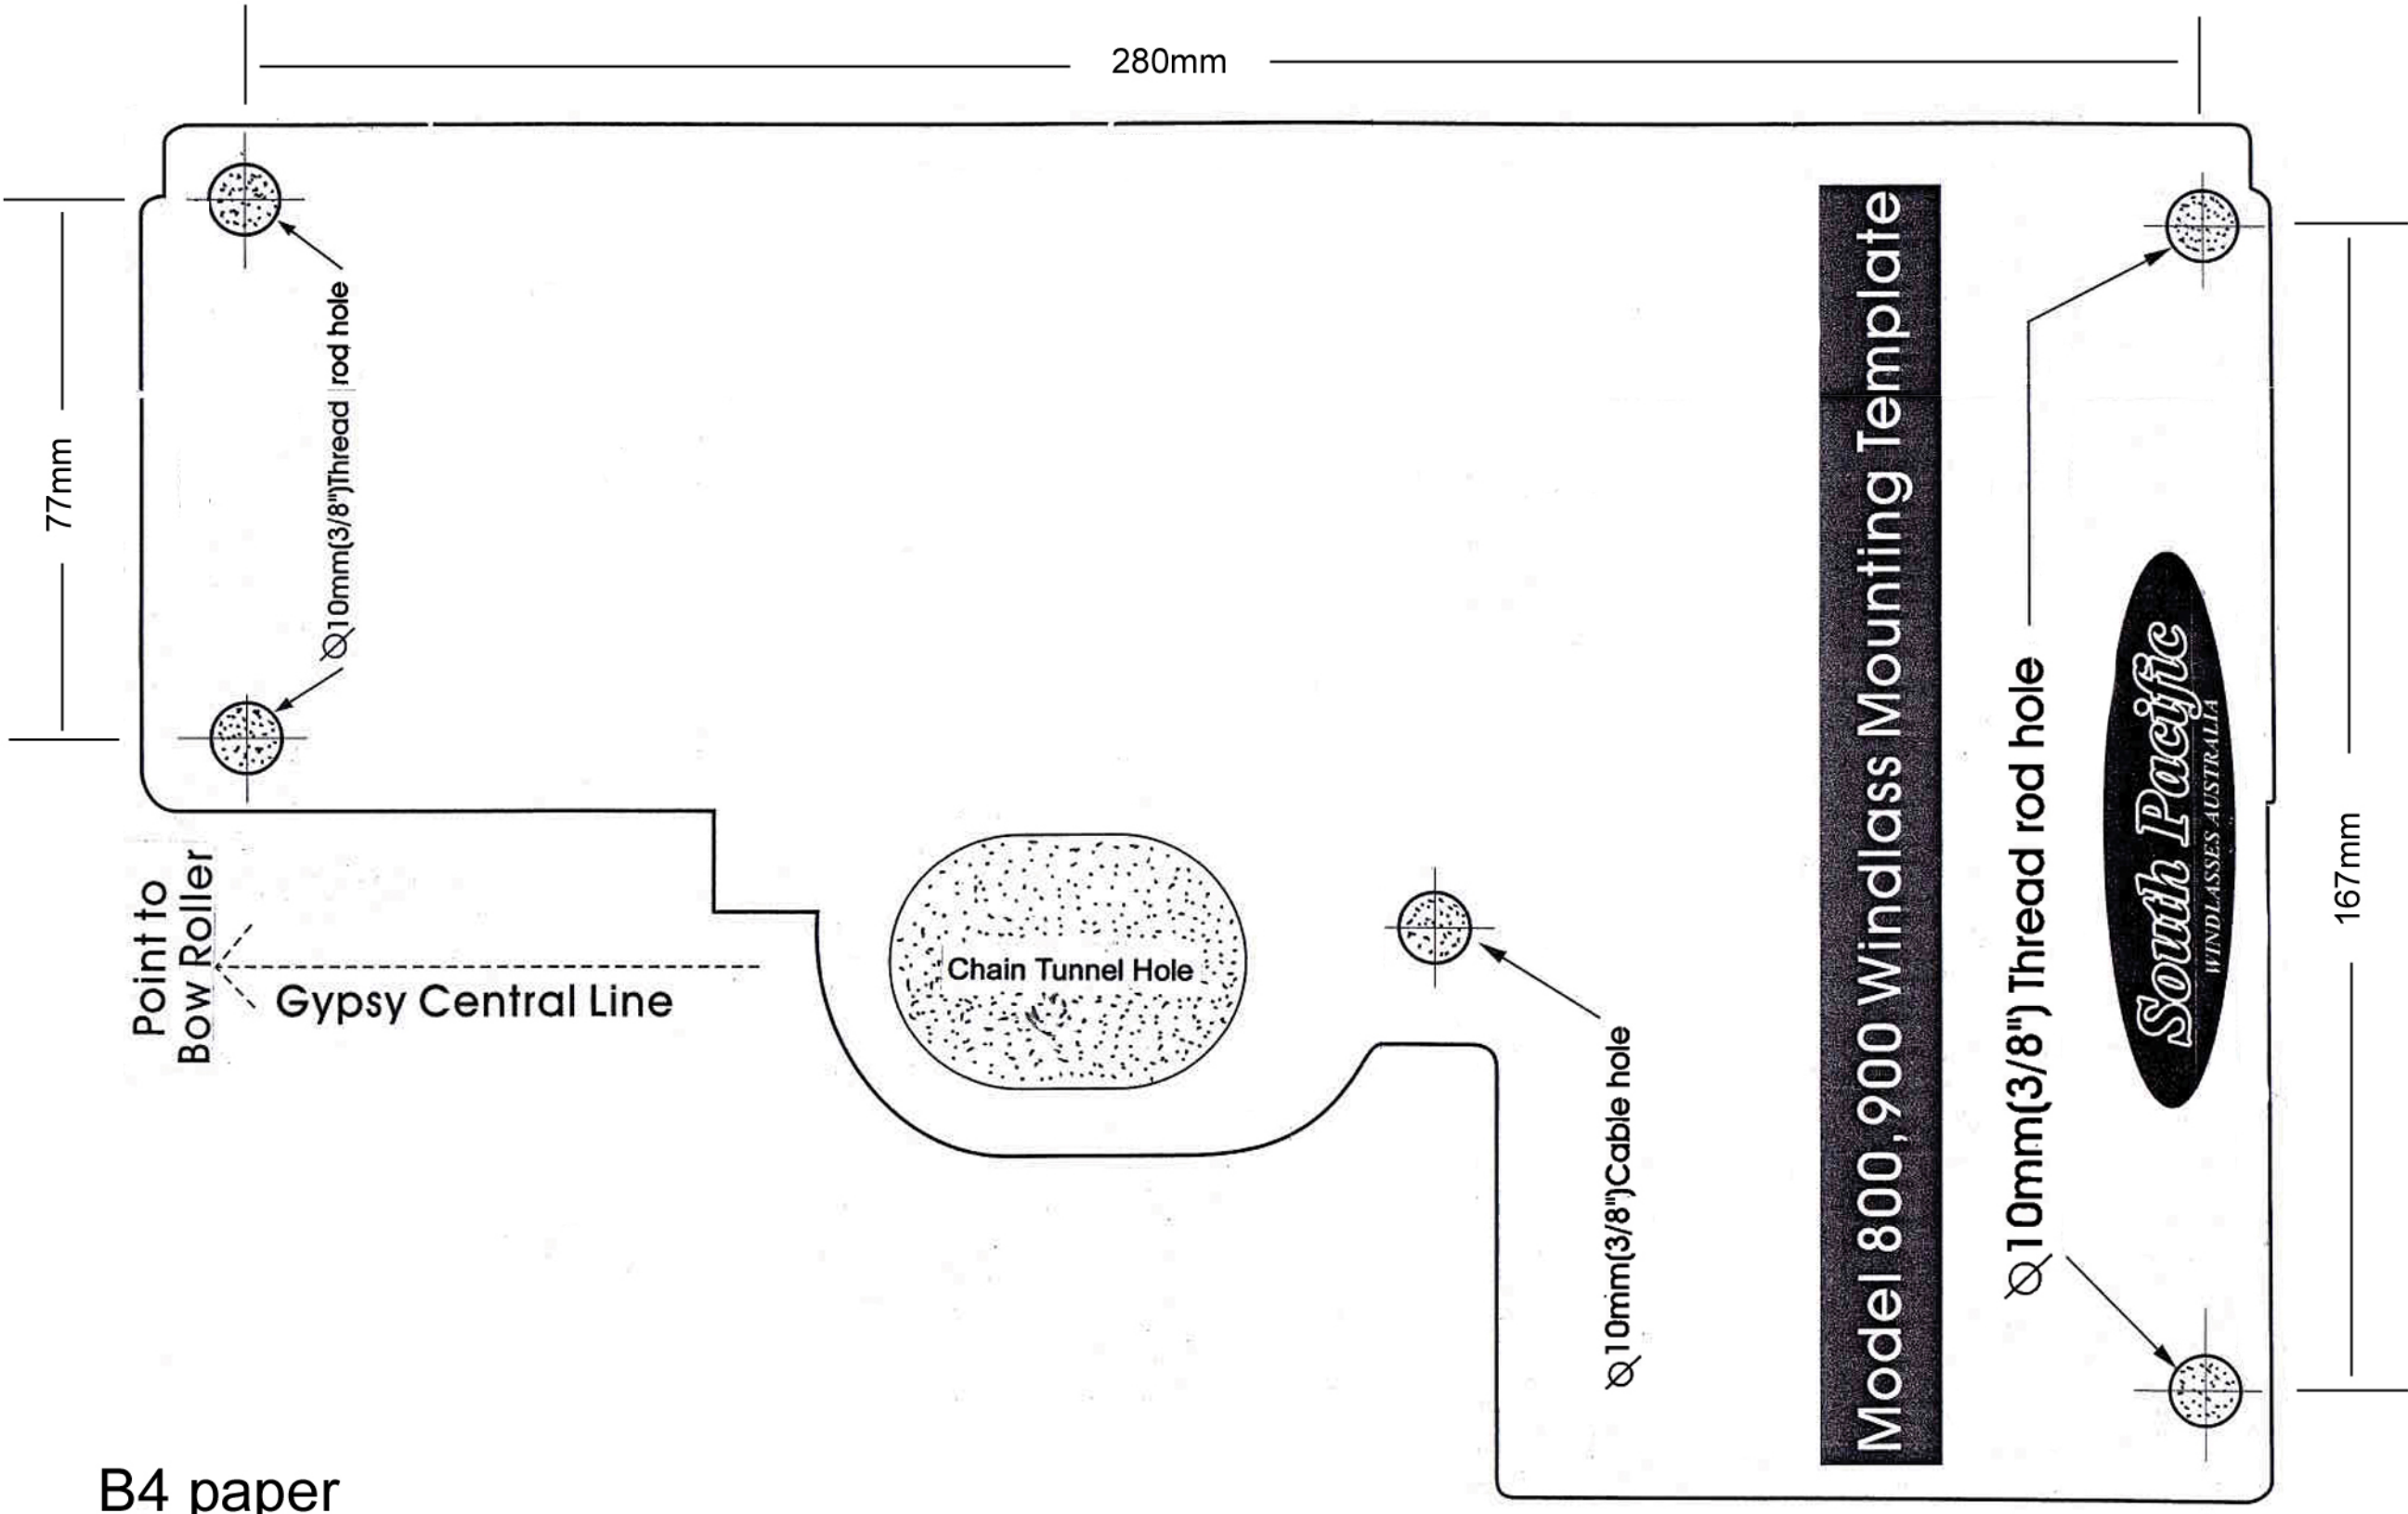 280mm
77mm
Ø10mm(3/8")Thread rod hole
Point to
Bow Roller
Gypsy Central Line
Chain Tunnel Hole
Ø10mm(3/8")Cable hole
Model 800,900 Windlass Mounting Template
Ø10mm(3/8") Thread rod hole
South Pacific
WINDLASSES AUSTRALIA
167mm
B4 paper